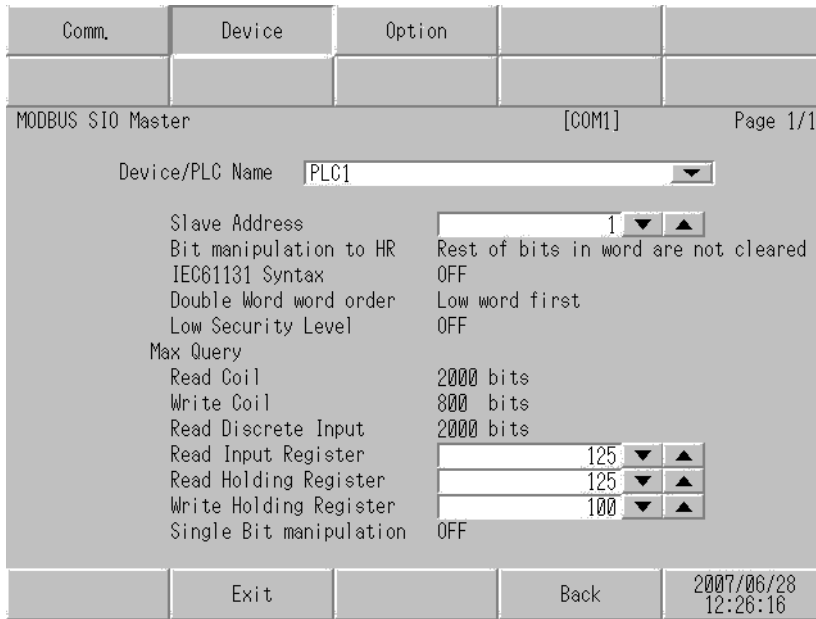 Comm. Device Option
MODBUS SIO Master [COM1] Page 1/1
Device/PLC Name PLC1
Slave Address 1
Bit manipulation to HR Rest of bits in word are not cleared
IEC61131 Syntax OFF
Double Word word order Low word first
Low Security Level OFF
Max Query
Read Coil 2000 bits
Write Coil 800 bits
Read Discrete Input 2000 bits
Read Input Register 125
Read Holding Register 125
Write Holding Register 100
Single Bit manipulation OFF
Exit Back 2007/06/28
12:26:16